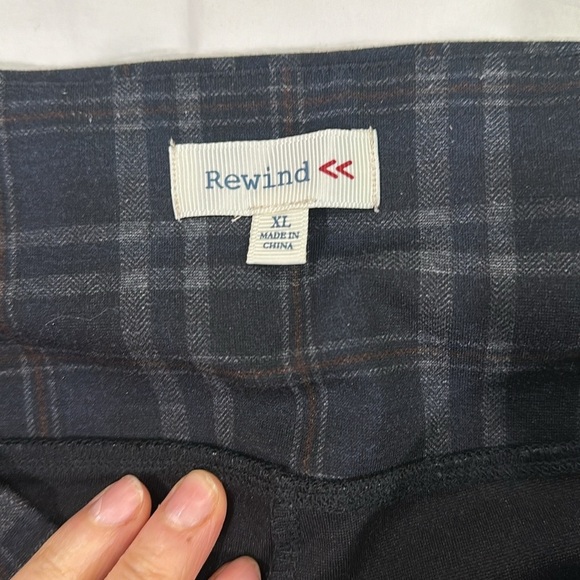 Rewind <<
XL
MADE IN
CHINA